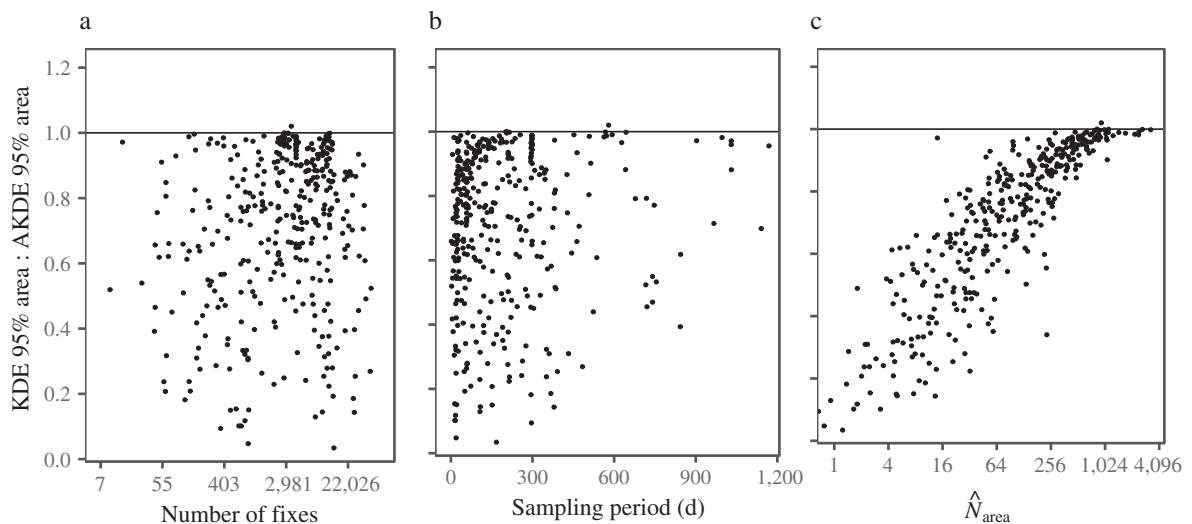 a
b
c
KDE 95% area : AKDE 95% area
1.2
1.0
0.8
0.6
0.4
0.2
0.0
7 55 403 2,981 22,026
Number of fixes
0 300 600 900 1,200
Sampling period (d)
1 4 16 64 256 1,024 4,096
N̂area